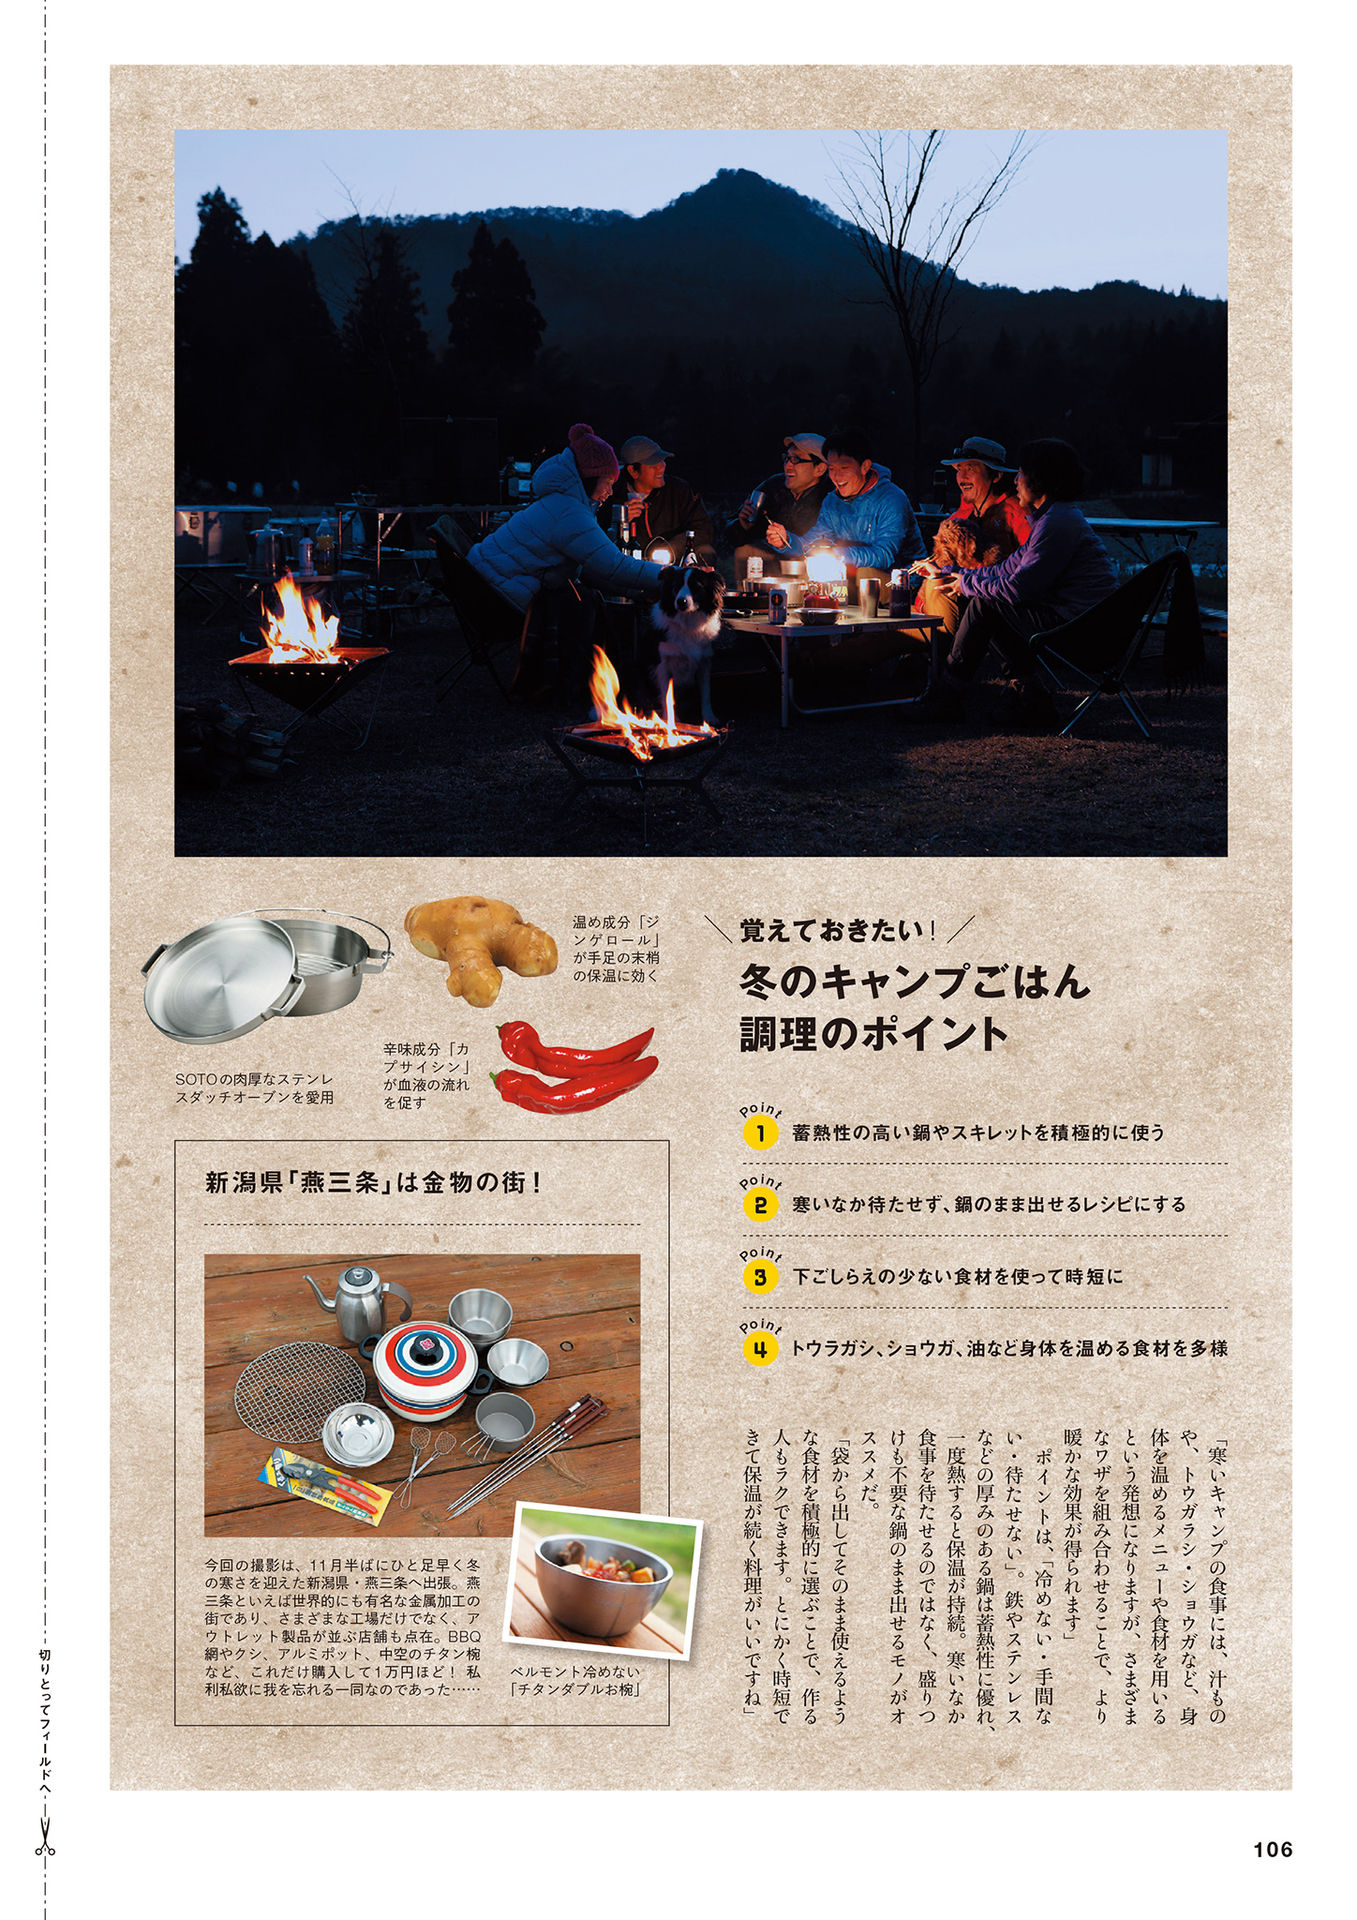 温め成分「ジ
ンゲロール」
が手足の末梢
の保温に効く
辛味成分「カ
プサイシン」
が血液の流れ
を促す
SOTOの肉厚なステンレ
スダッチオーブンを愛用
覚えておきたい!
冬のキャンプごはん
調理のポイント
Point
1 蓄熱性の高い鍋やスキレットを積極的に使う
Point
2 寒いなか待たせず、鍋のまま出せるレシピにする
Point
3 下ごしらえの少ない食材を使って時短に
Point
4 トウラガシ、ショウガ、油など身体を温める食材を多様
「寒いキャンプの食事には、汁もの
や、トウガラシ・ショウガなど、身
体を温めるメニューや食材を用いる
という発想になりますが、さまざま
なワザを組み合わせることで、より
暖かな効果が得られます」
ポイントは、「冷めない・手間な
い・待たせない」。鉄やステンレス
などの厚みのある鍋は蓄熱性に優れ、
一度熱すると保温が持続。寒いなか
食事を待たせるのではなく、盛りつ
けも不要な鍋のまま出せるモノがオ
ススメだ。
「袋から出してそのまま使えるよう
な食材を積極的に選ぶことで、作る
人もラクできます。とにかく時短で
きて保温が続く料理がいいですね」
新潟県「燕三条」は金物の街!
今回の撮影は、11月半ばにひと足早く冬
の寒さを迎えた新潟県・燕三条へ出張。燕
三条といえば世界的にも有名な金属加工の
街であり、さまざまな工場だけでなく、ア
ウトレット製品が並ぶ店舗も点在。BBQ
網やクシ、アルミポット、中空のチタン椀
など、これだけ購入して1万円ほど! 私
利私欲に我を忘れる一同なのであった……
ベルモント冷めない
「チタンダブルお椀」
切りとってフィールドへ
106